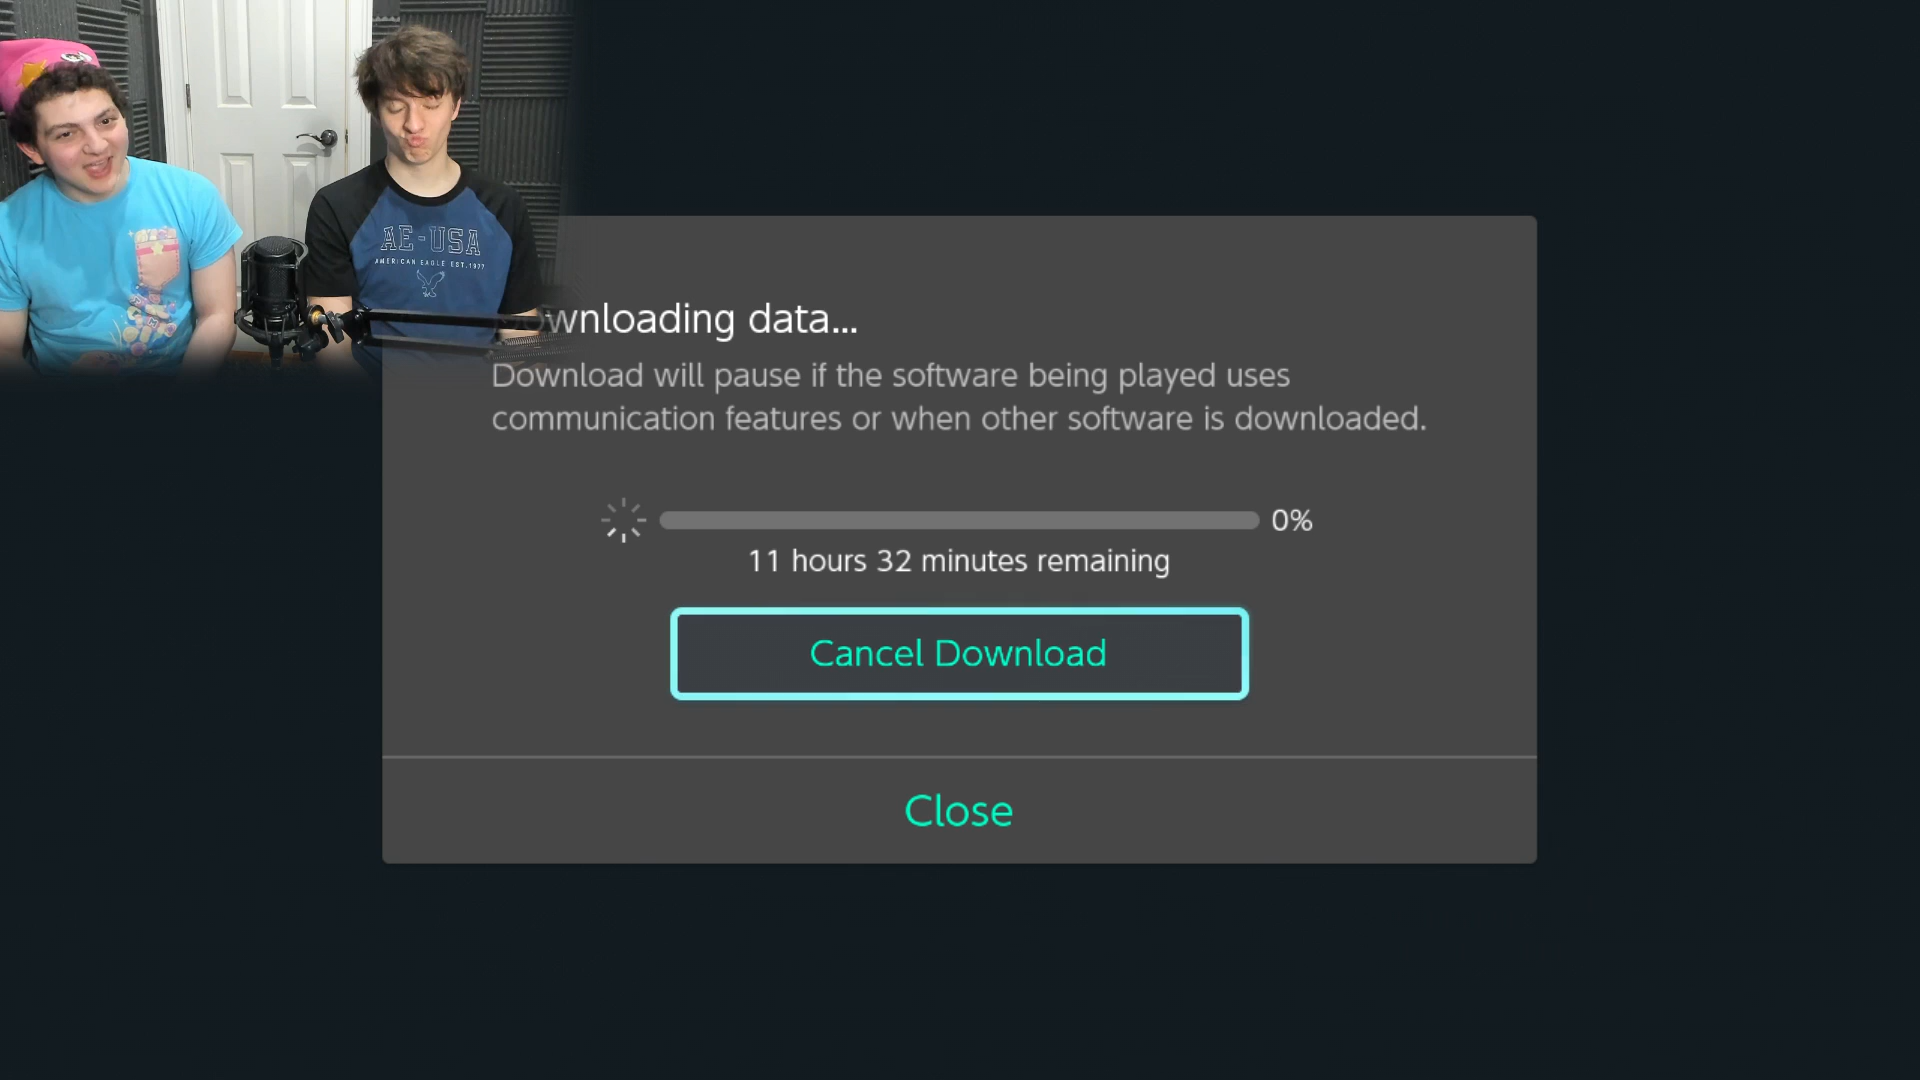 AE-USA
AMERICAN EAGLE EST. 1977
Downloading data...
Download will pause if the software being played uses
communication features or when other software is downloaded.
0%
11 hours 32 minutes remaining
Cancel Download
Close